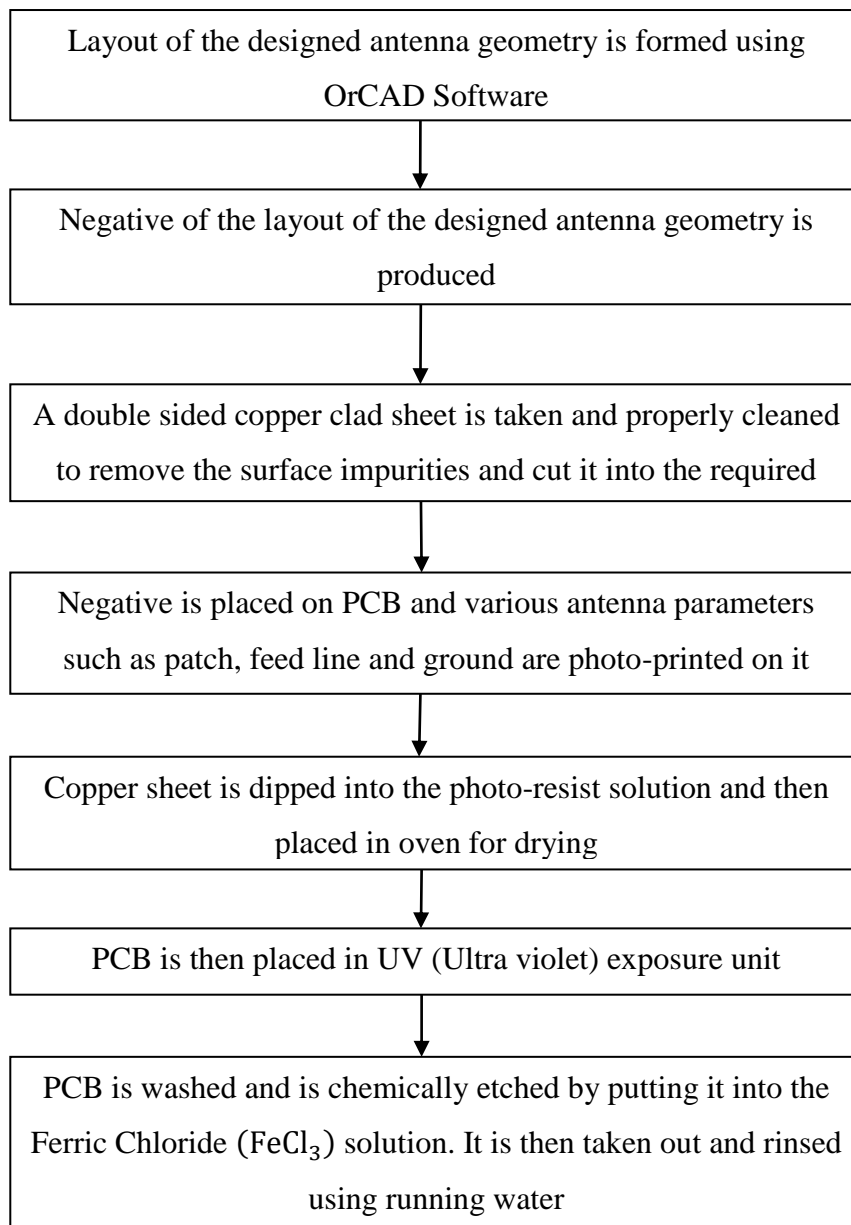 Layout of the designed antenna geometry is formed using
OrCAD Software
Negative of the layout of the designed antenna geometry is
produced
A double sided copper clad sheet is taken and properly cleaned
to remove the surface impurities and cut it into the required
Negative is placed on PCB and various antenna parameters
such as patch, feed line and ground are photo-printed on it
Copper sheet is dipped into the photo-resist solution and then
placed in oven for drying
PCB is then placed in UV (Ultra violet) exposure unit
PCB is washed and is chemically etched by putting it into the
Ferric Chloride (FeCl₃) solution. It is then taken out and rinsed
using running water